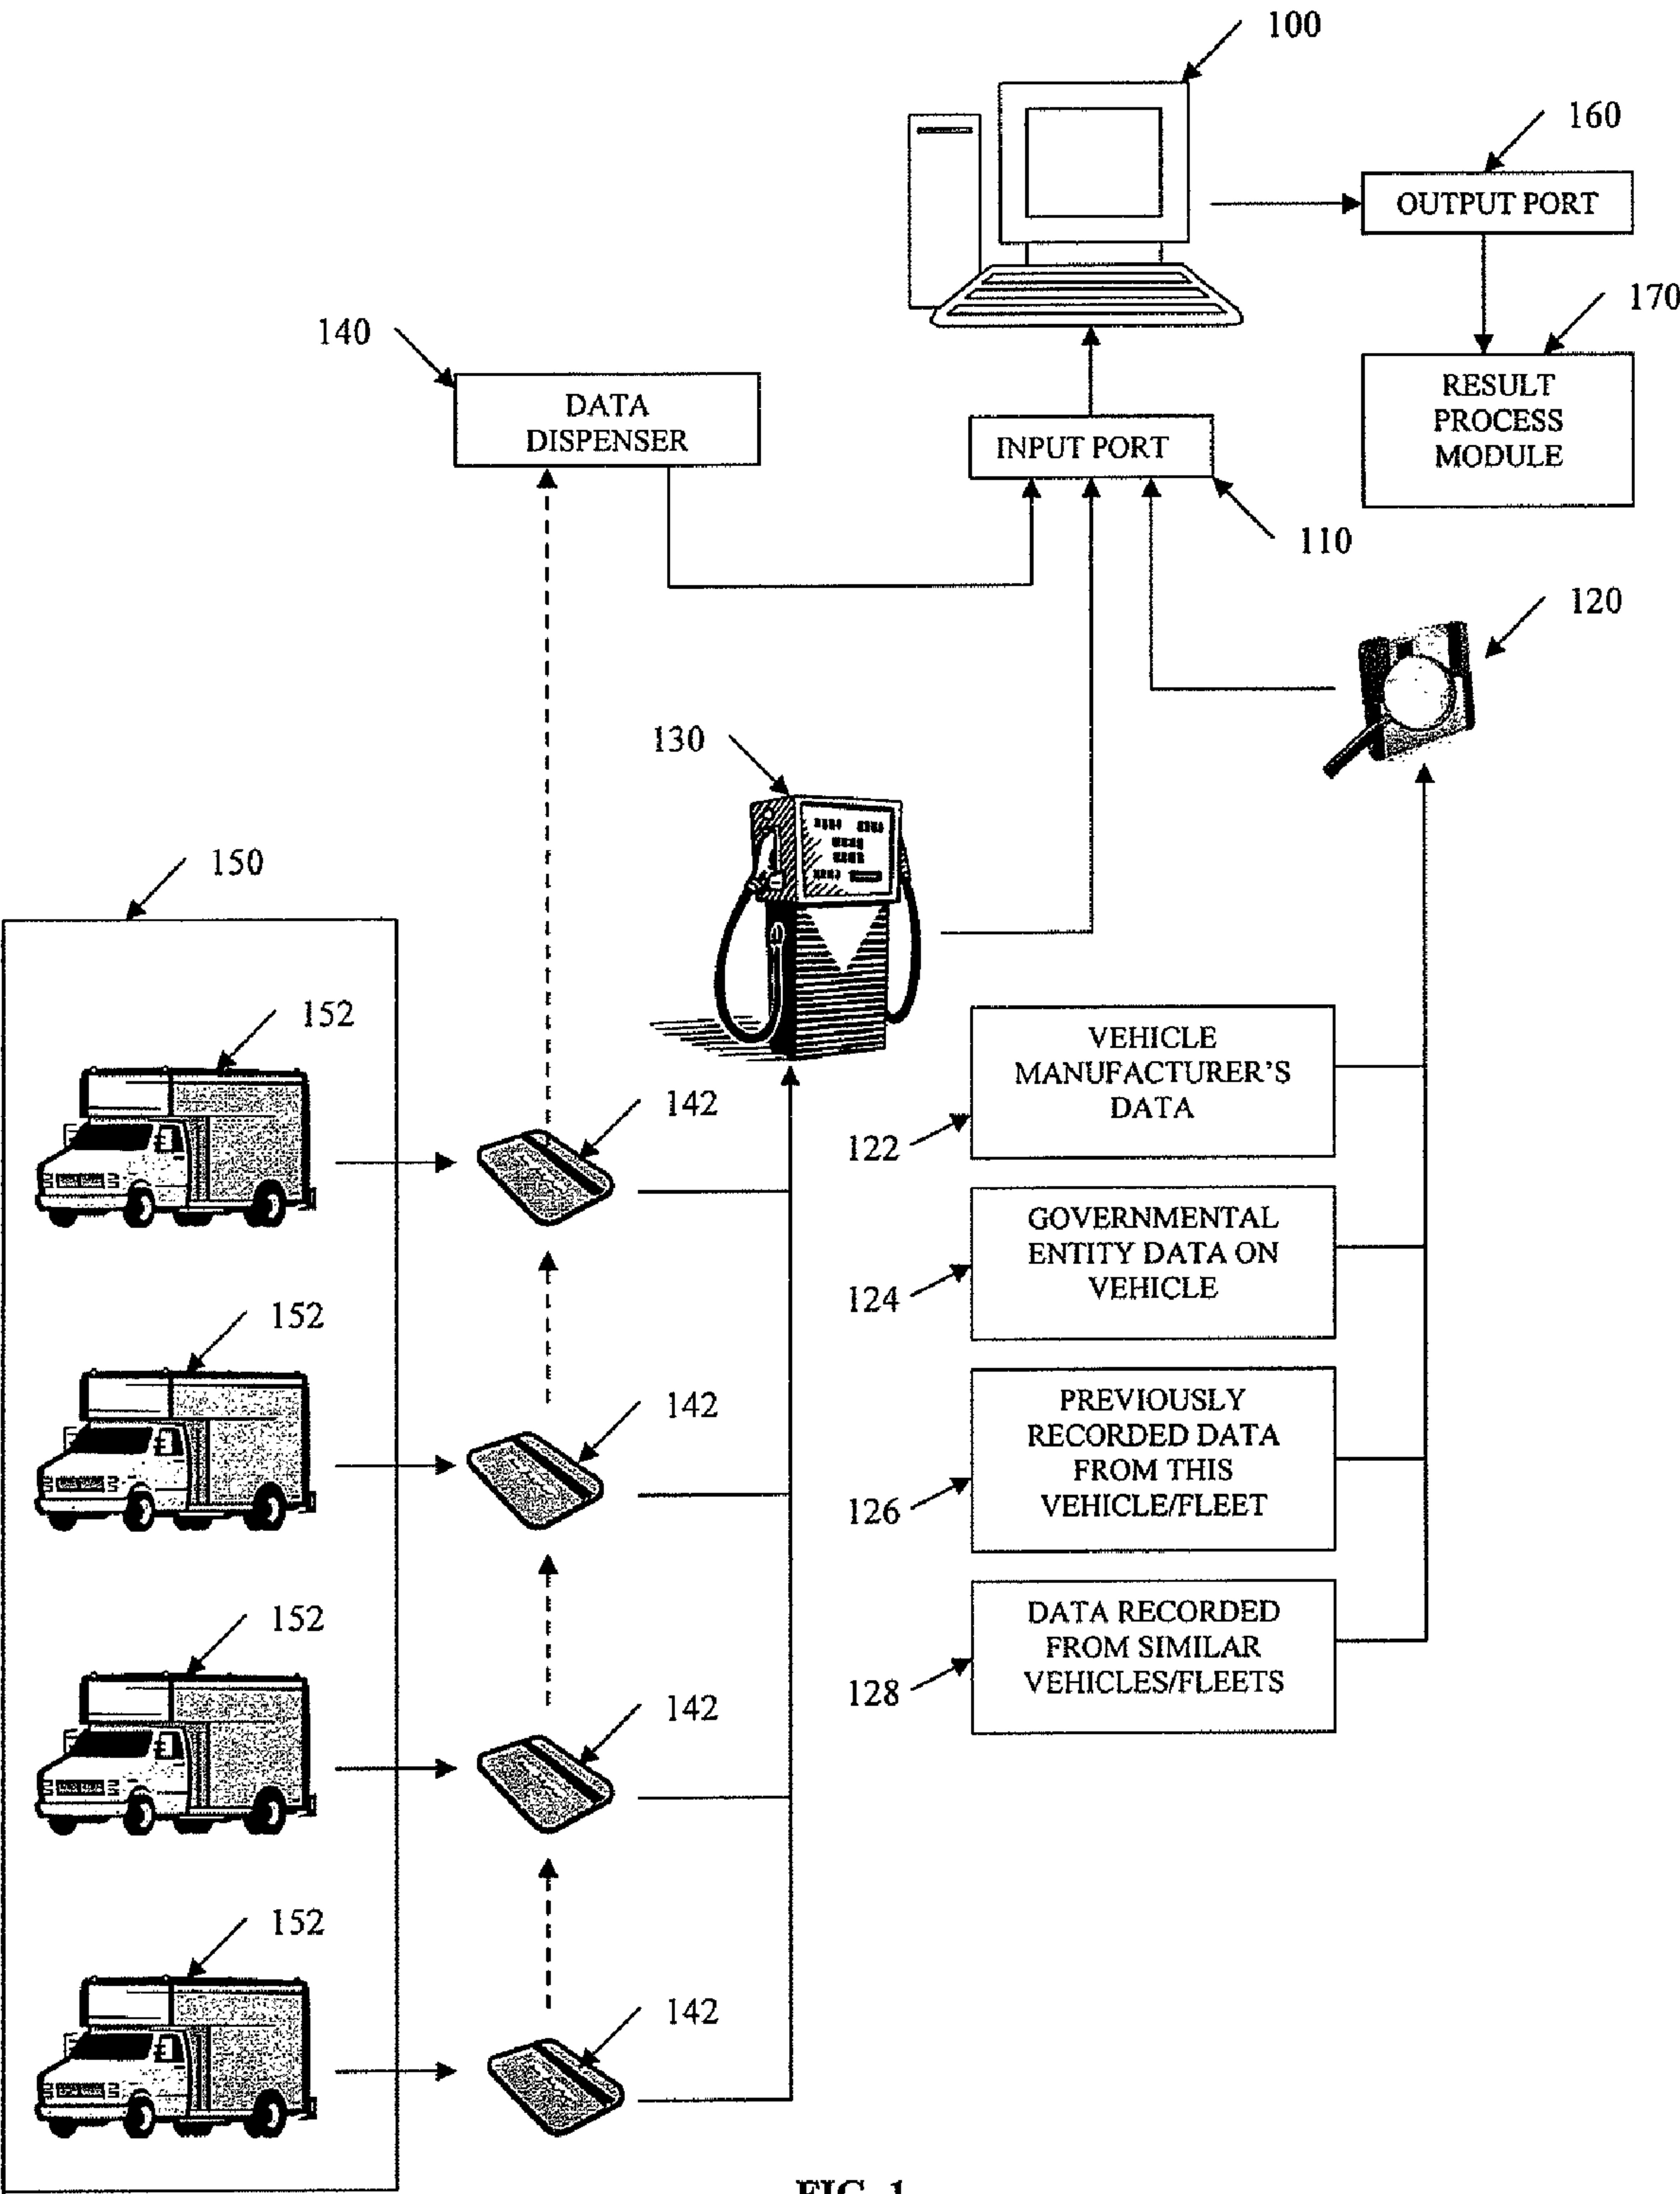 100
160
OUTPUT PORT
170
140
DATA
DISPENSER
INPUT PORT
RESULT
PROCESS
MODULE
110
120
130
150
152
142
VEHICLE
MANUFACTURER'S
DATA
122
GOVERNMENTAL
ENTITY DATA ON
VEHICLE
124
152
142
PREVIOUSLY
RECORDED DATA
FROM THIS
VEHICLE/FLEET
126
152
142
DATA RECORDED
FROM SIMILAR
VEHICLES/FLEETS
128
152
142
FIG. 1